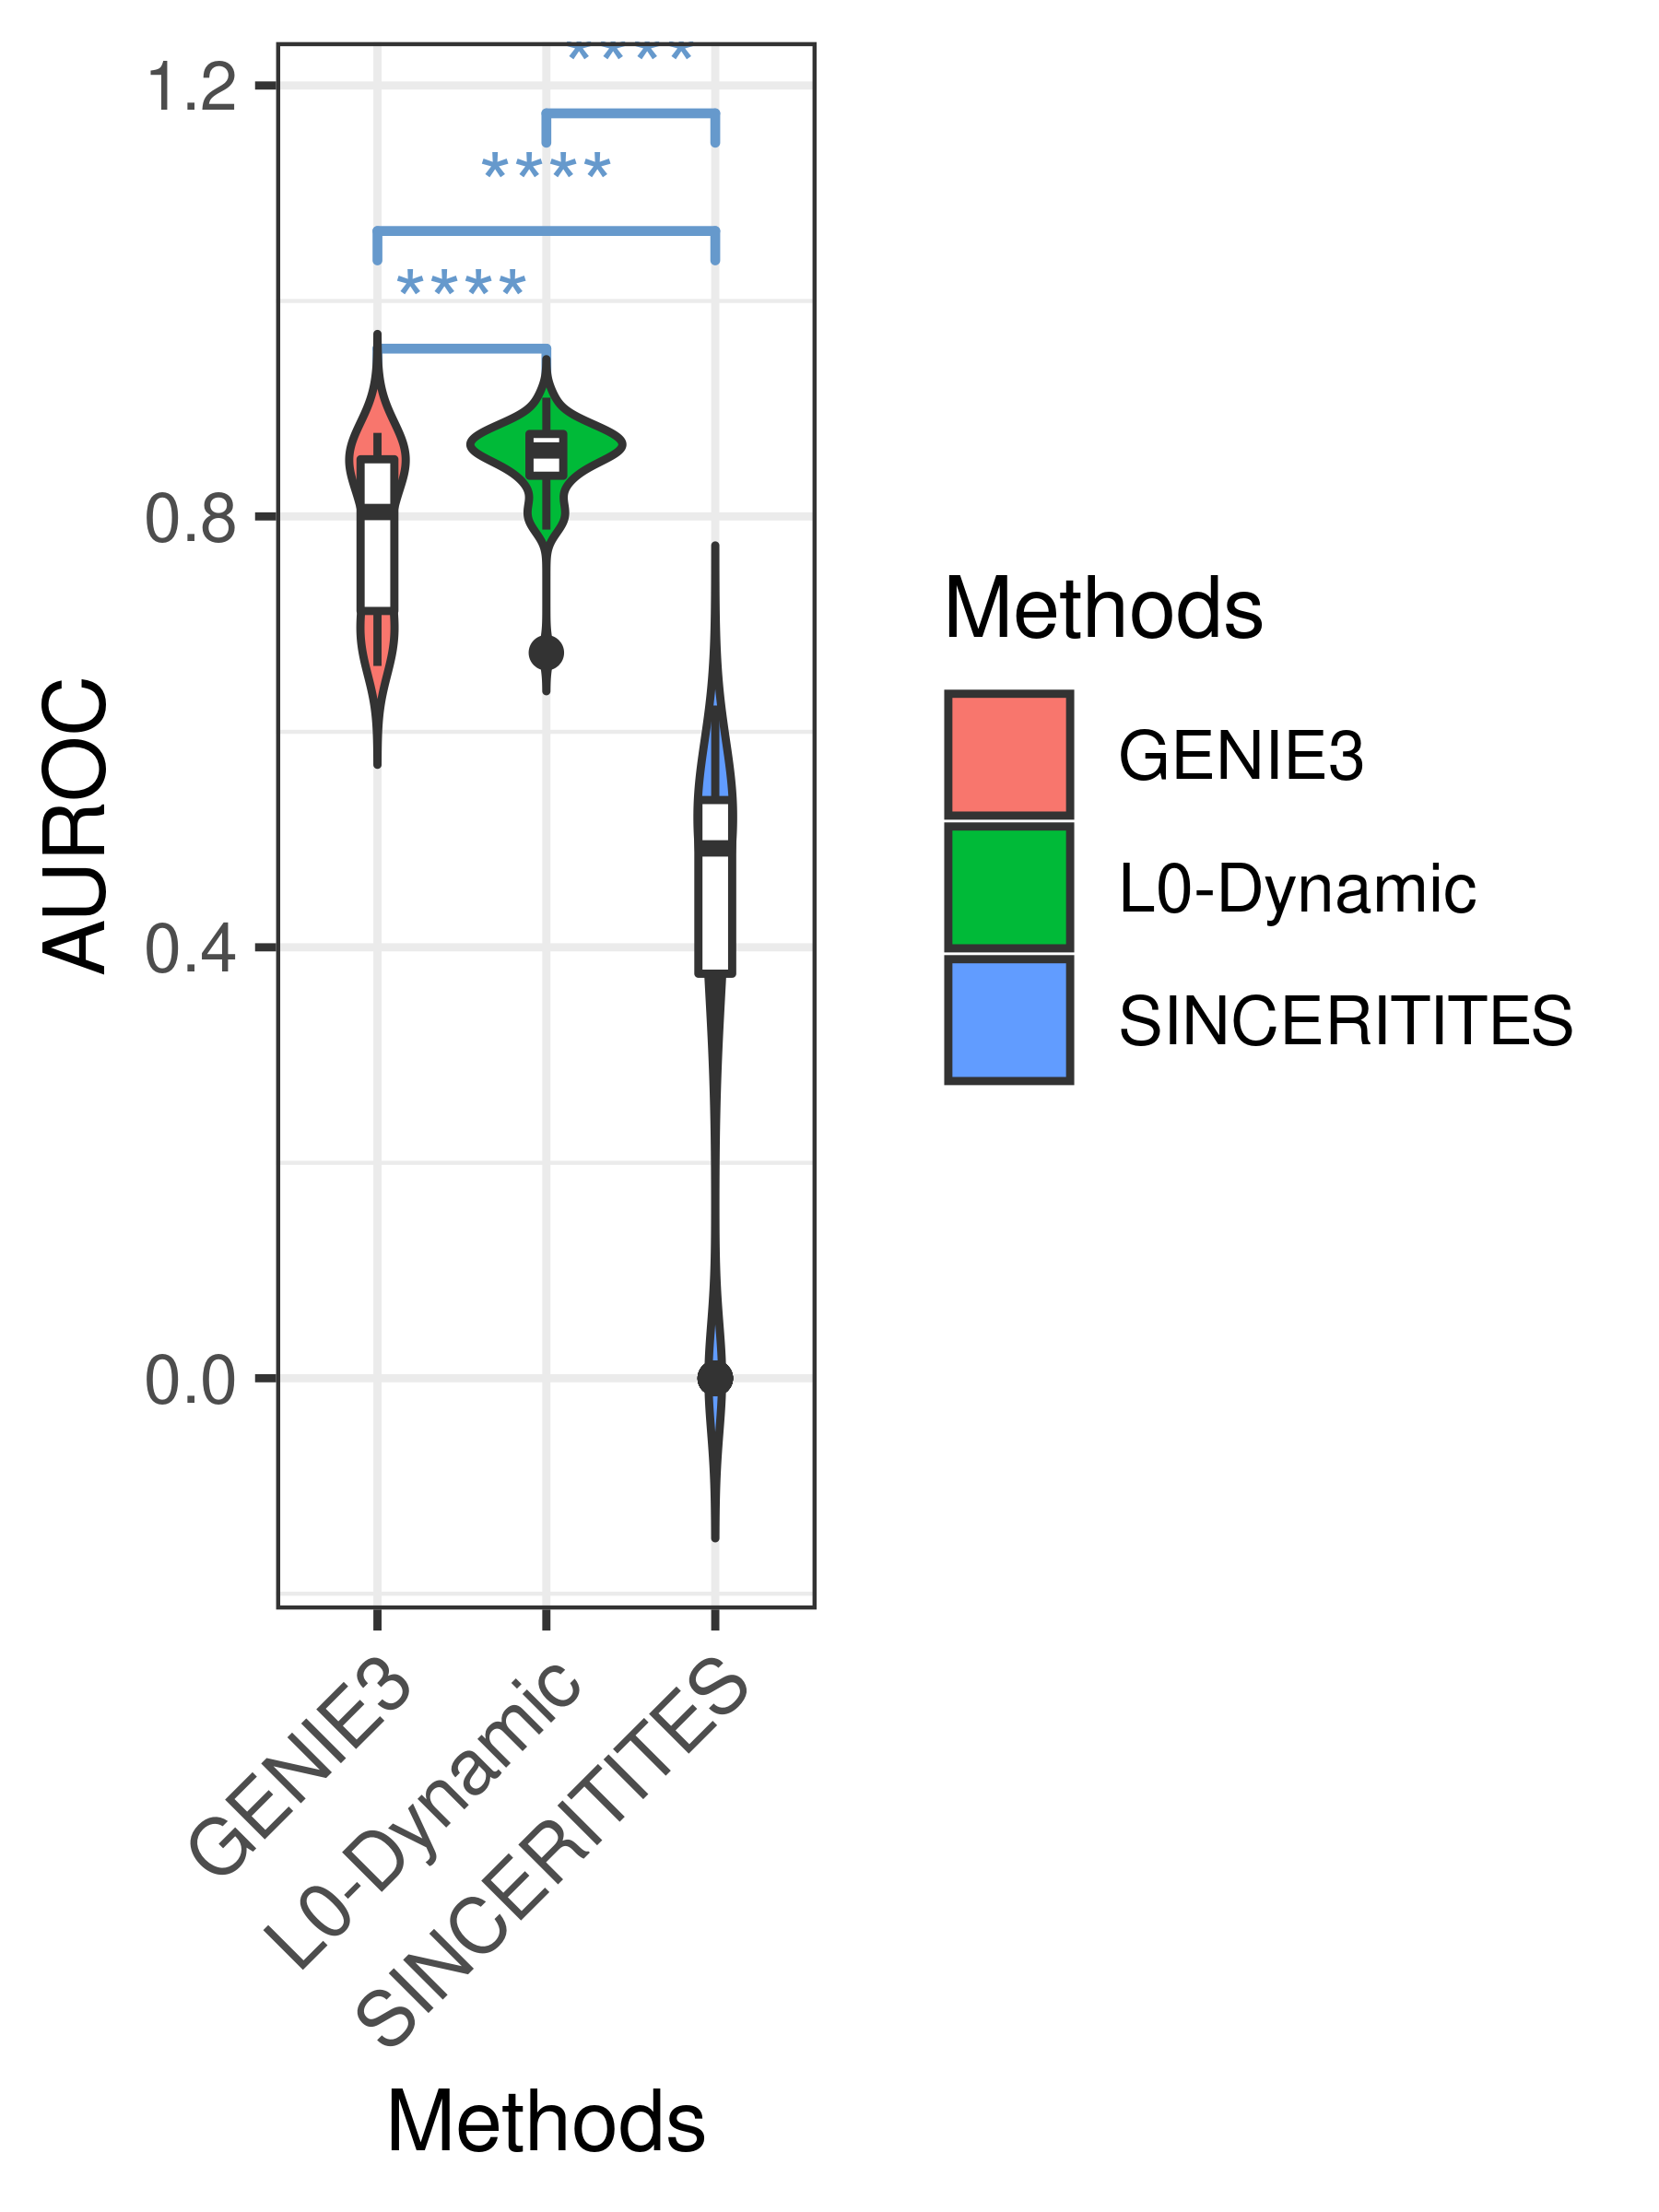 ****
1.2
****
****
0.8
0.4
0.0
AUROC
GENIE3
L0-Dynamic
SINCERITITES
Methods
Methods
GENIE3
L0-Dynamic
SINCERITITES